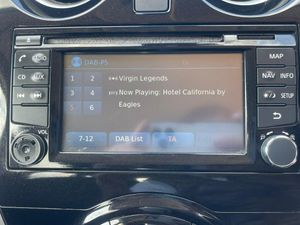 DAB-P5
TA
1 2 Virgin Legends
3 4 Now Playing: Hotel California by
5 6 Eagles
7-12 DAB List TA
CD AUX
VOL
MAP
NAV INFO
SETUP